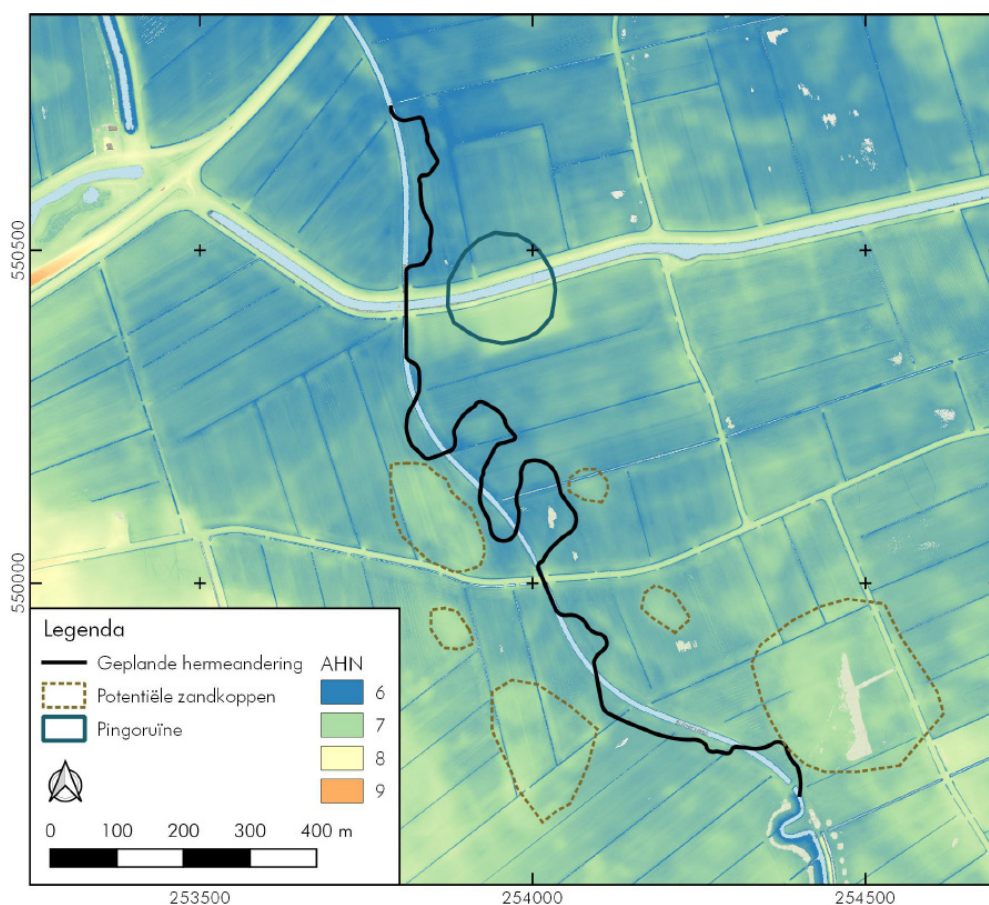 550500
550000
Legenda
Geplande hermeandering
Potentiële zandkoppen
Pingoruïne
AHN
6
7
8
9
0 100 200 300 400 m
253500 254000 254500